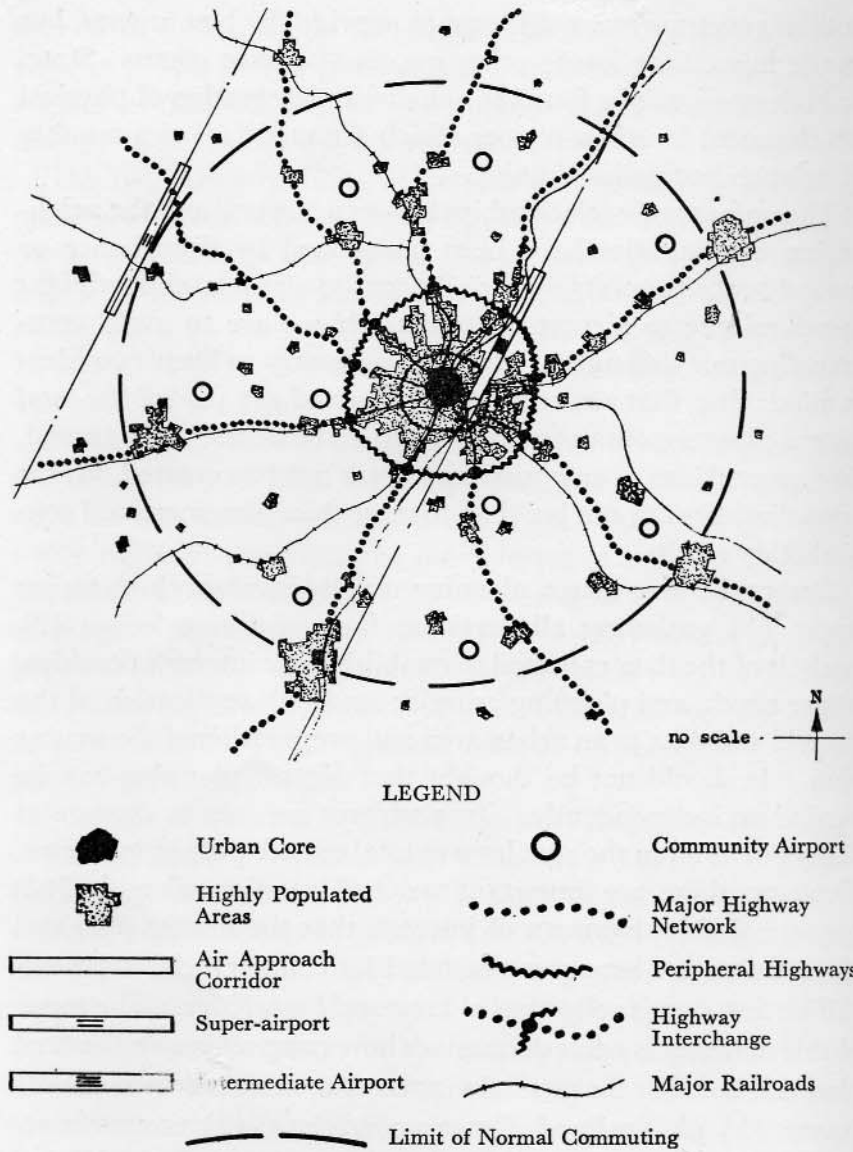 N
no scale
LEGEND
Urban Core
Community Airport
Highly Populated
Areas
Major Highway
Network
Air Approach
Corridor
Peripheral Highways
Super-airport
Highway
Interchange
Intermediate Airport
Major Railroads
Limit of Normal Commuting